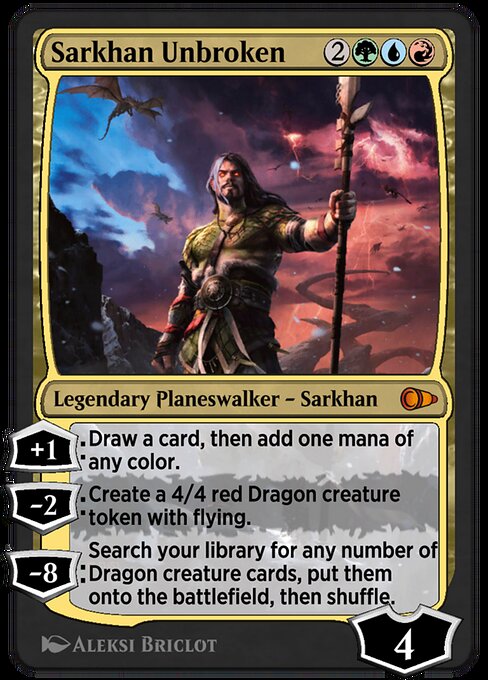 Sarkhan Unbroken 2
Legendary Planeswalker – Sarkhan
+1: Draw a card, then add one mana of
any color.
−2: Create a 4/4 red Dragon creature
token with flying.
Search your library for any number of
−8: Dragon creature cards, put them
onto the battlefield, then shuffle.
4
Aleksi Briclot